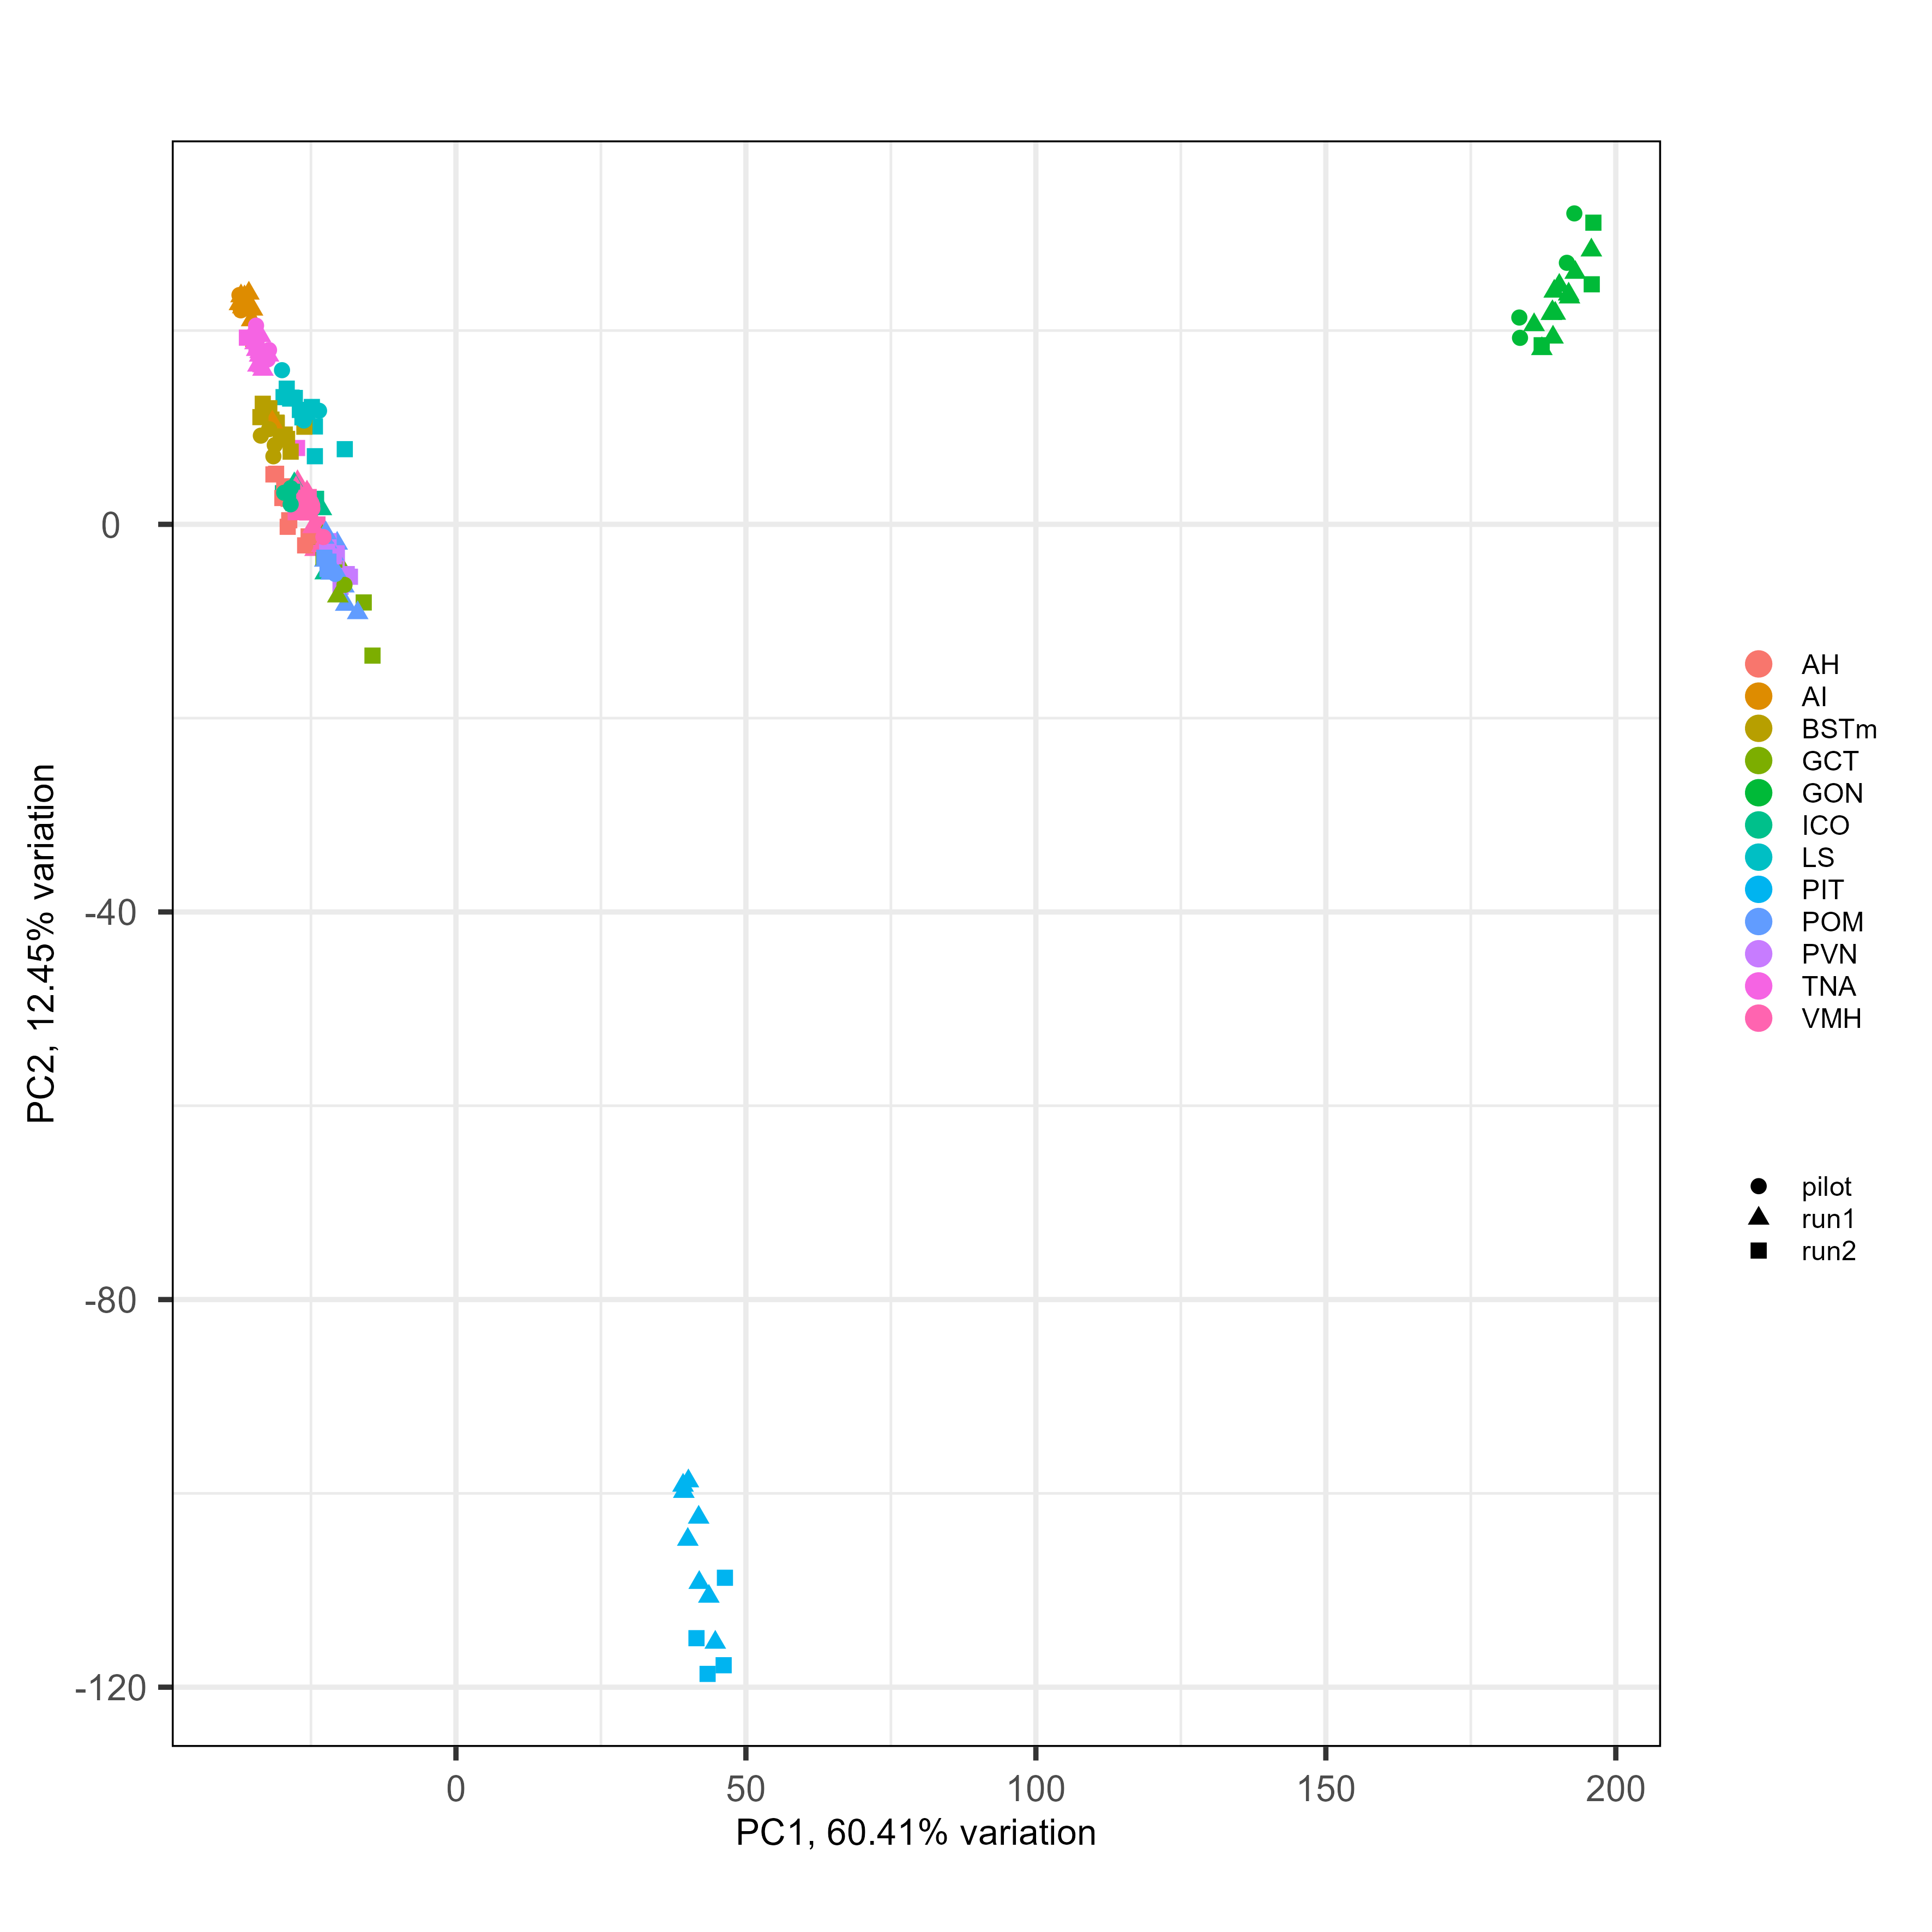 PC2, 12.45% variation
0
-40
-80
-120
0
50
100
150
200
PC1, 60.41% variation
AH
AI
BSTm
GCT
GON
ICO
LS
PIT
POM
PVN
TNA
VMH
pilot
run1
run2